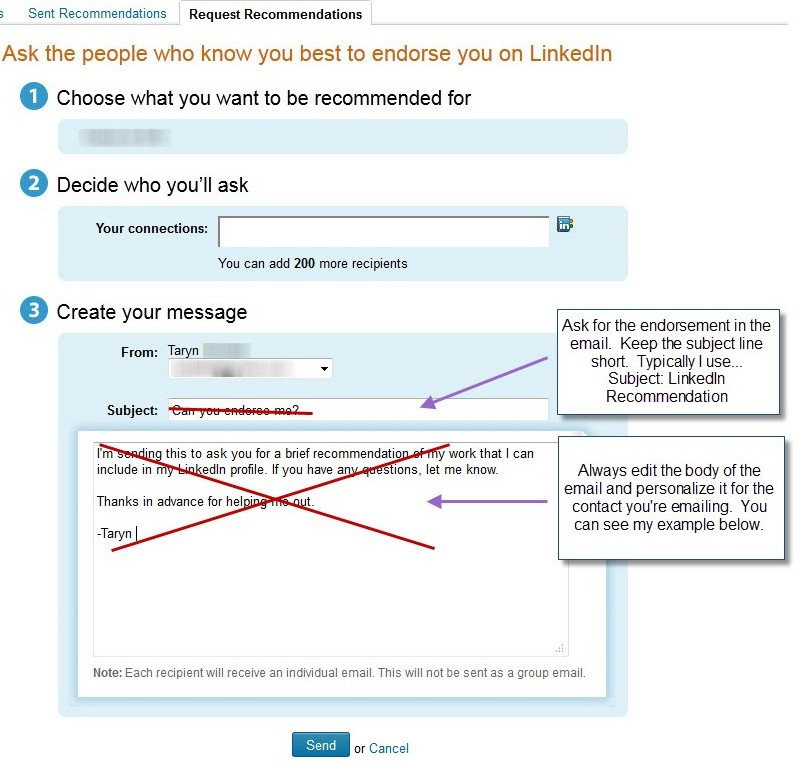 s Sent Recommendations Request Recommendations
Ask the people who know you best to endorse you on LinkedIn
1 Choose what you want to be recommended for
2 Decide who you'll ask
Your connections: in
You can add 200 more recipients
3 Create your message
From: Taryn
Subject: Can you endorse me?
I'm sending this to ask you for a brief recommendation of my work that I can
include in my LinkedIn profile. If you have any questions, let me know.
Thanks in advance for helping me out.
-Taryn
Note: Each recipient will receive an individual email. This will not be sent as a group email.
Send or Cancel
Ask for the endorsement in the
email. Keep the subject line
short. Typically I use...
Subject: LinkedIn
Recommendation
Always edit the body of the
email and personalize it for the
contact you're emailing. You
can see my example below.